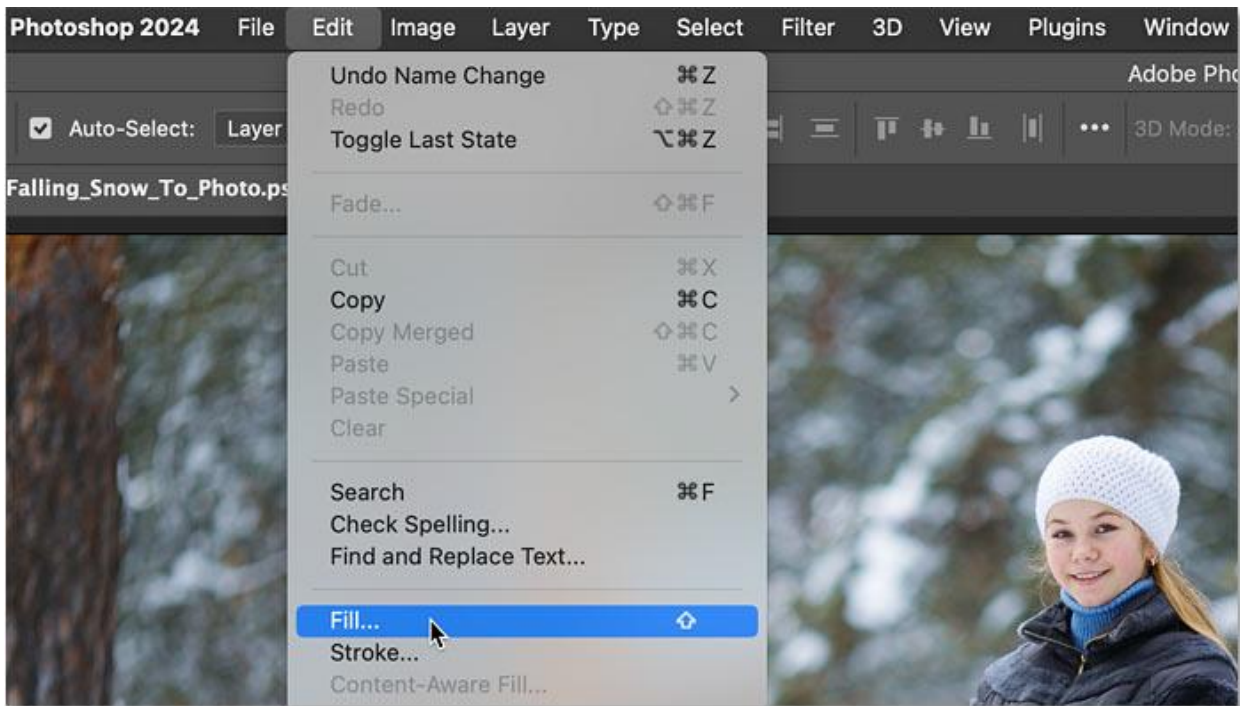 Photoshop 2024 File Edit Image Layer Type Select Filter 3D View Plugins Window
Adobe Pho
Auto-Select: Layer 3D Mode:
Falling_Snow_To_Photo.ps
Undo Name Change ⌘Z
Redo ⇧⌘Z
Toggle Last State ⌥⌘Z
Fade... ⇧⌘F
Cut ⌘X
Copy ⌘C
Copy Merged ⇧⌘C
Paste ⌘V
Paste Special >
Clear
Search ⌘F
Check Spelling...
Find and Replace Text...
Fill... ⇧
Stroke...
Content-Aware Fill...